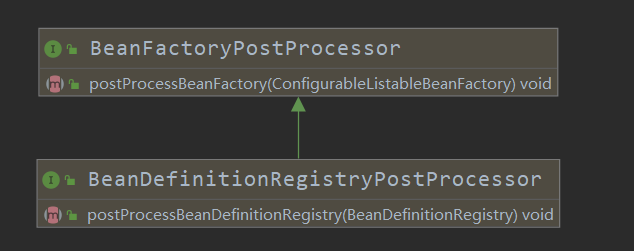 I BeanFactoryPostProcessor
m postProcessBeanFactory(ConfigurableListableBeanFactory) void
I BeanDefinitionRegistryPostProcessor
m postProcessBeanDefinitionRegistry(BeanDefinitionRegistry) void